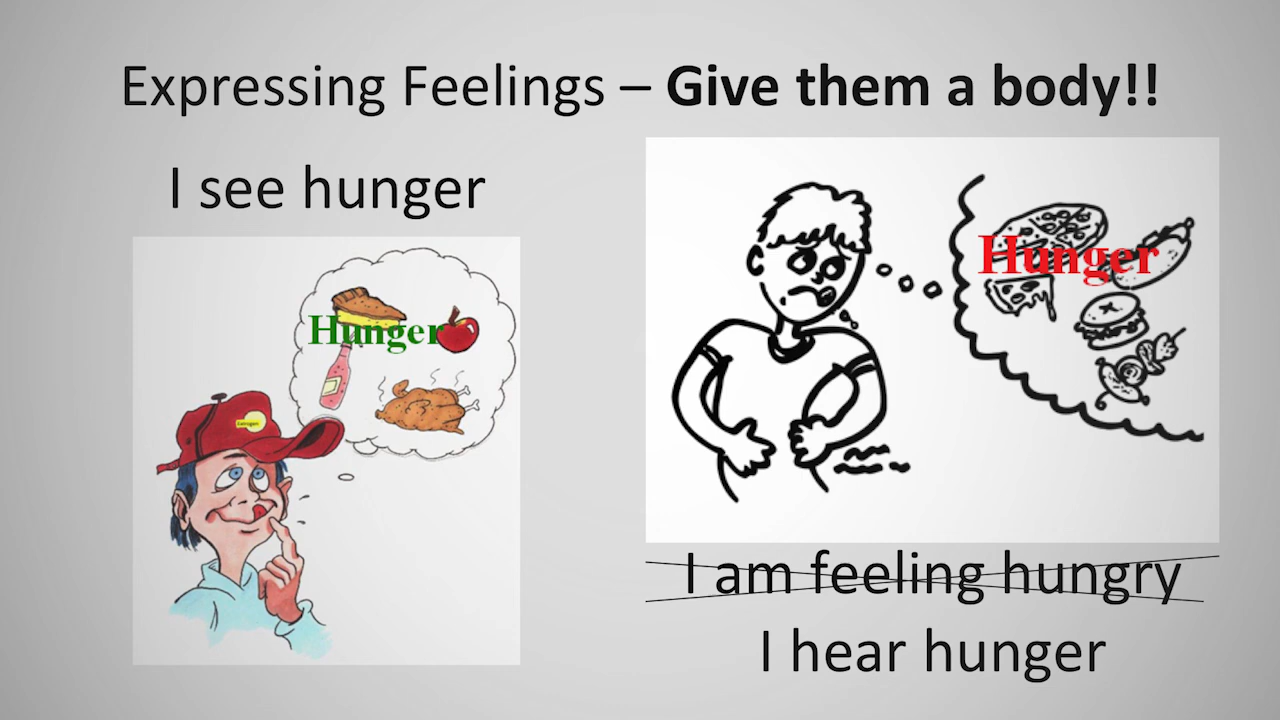 Expressing Feelings – Give them a body!!
I see hunger
Hunger
Hunger
I am feeling hungry
I hear hunger